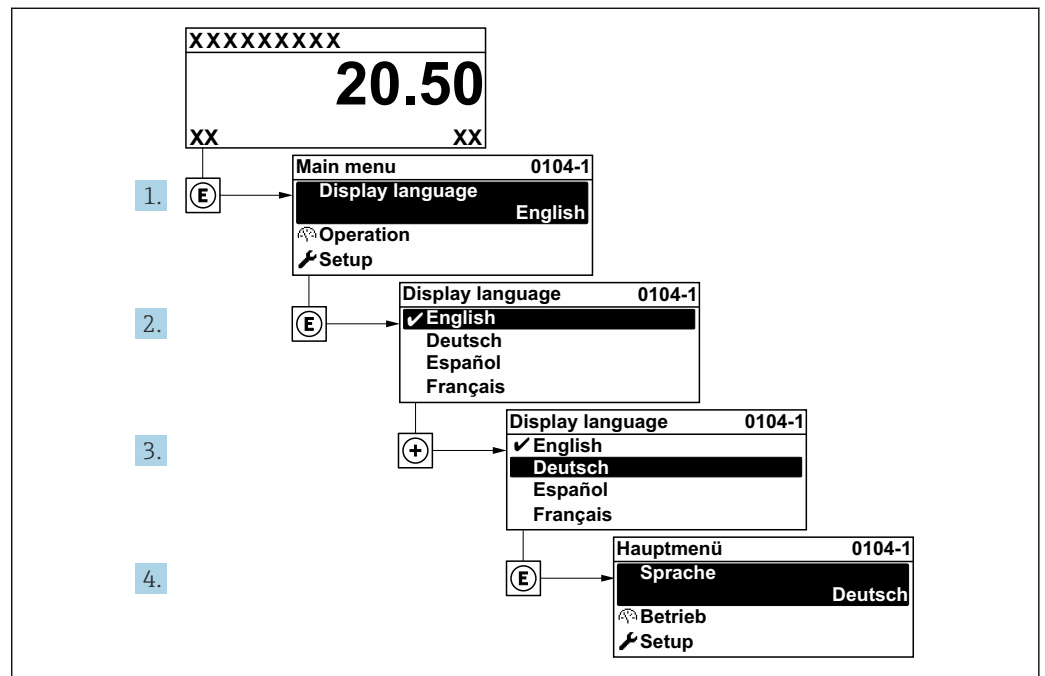 XXXXXXXXX
20.50
XX XX
Main menu 0104-1
1. E Display language
English
Operation
Setup
Display language 0104-1
2. E ✔ English
Deutsch
Español
Français
Display language 0104-1
3. + ✔ English
Deutsch
Español
Français
Hauptmenü 0104-1
4. E Sprache
Deutsch
Betrieb
Setup